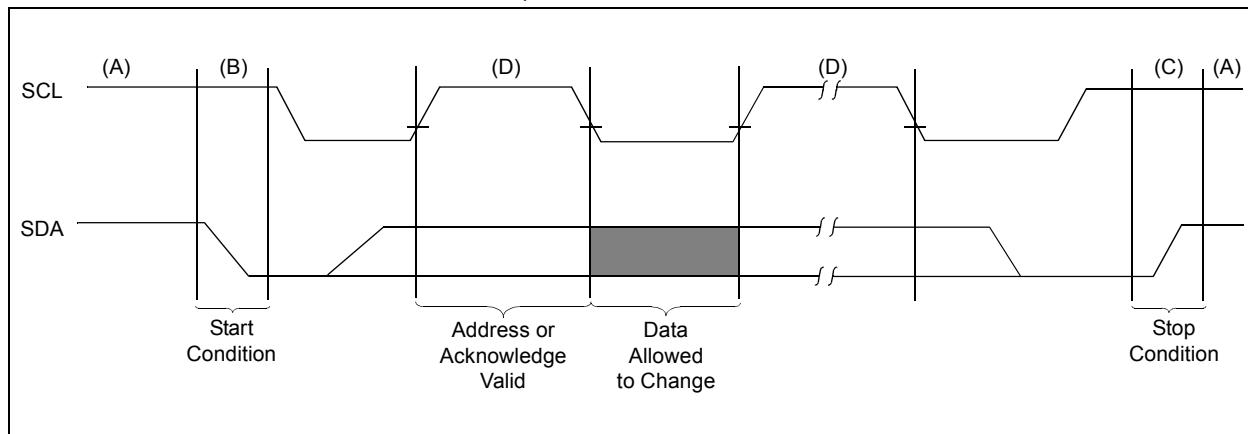 (A) (B) (D) (D) (C) (A)
SCL
SDA
Start
Condition
Address or
Acknowledge
Valid
Data
Allowed
to Change
Stop
Condition